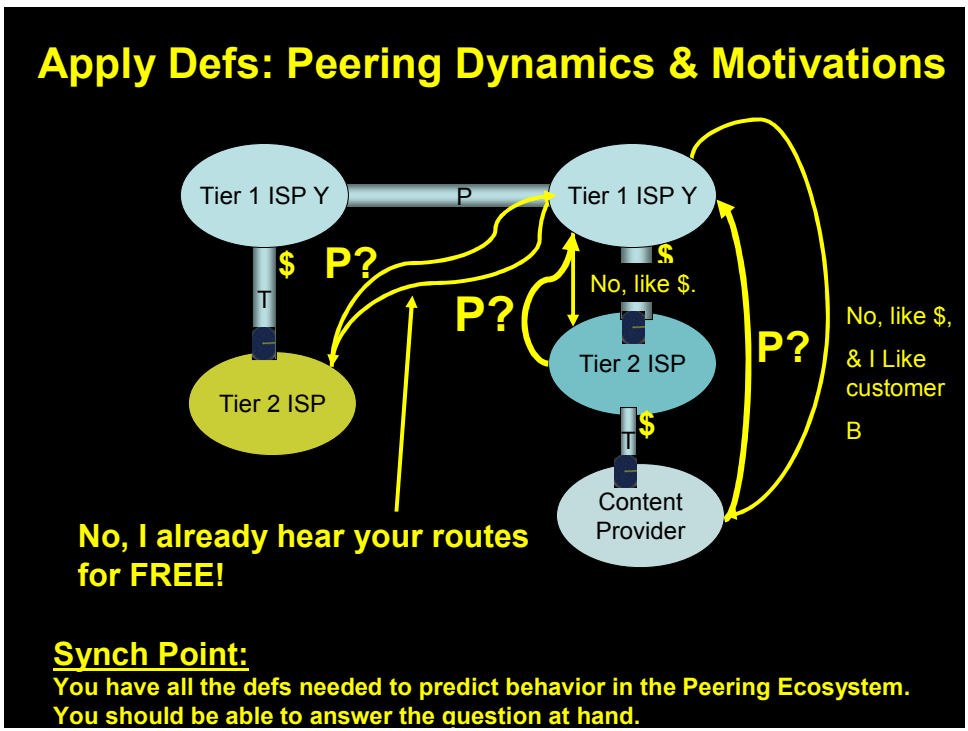 Apply Defs: Peering Dynamics & Motivations
Tier 1 ISP Y
P
Tier 1 ISP Y
$
P?
$
T
No, like $.
P?
P?
No, like $,
& I Like
customer
B
Tier 2 ISP
Tier 2 ISP
$
T
Content
Provider
No, I already hear your routes
for FREE!
Synch Point:
You have all the defs needed to predict behavior in the Peering Ecosystem.
You should be able to answer the question at hand.